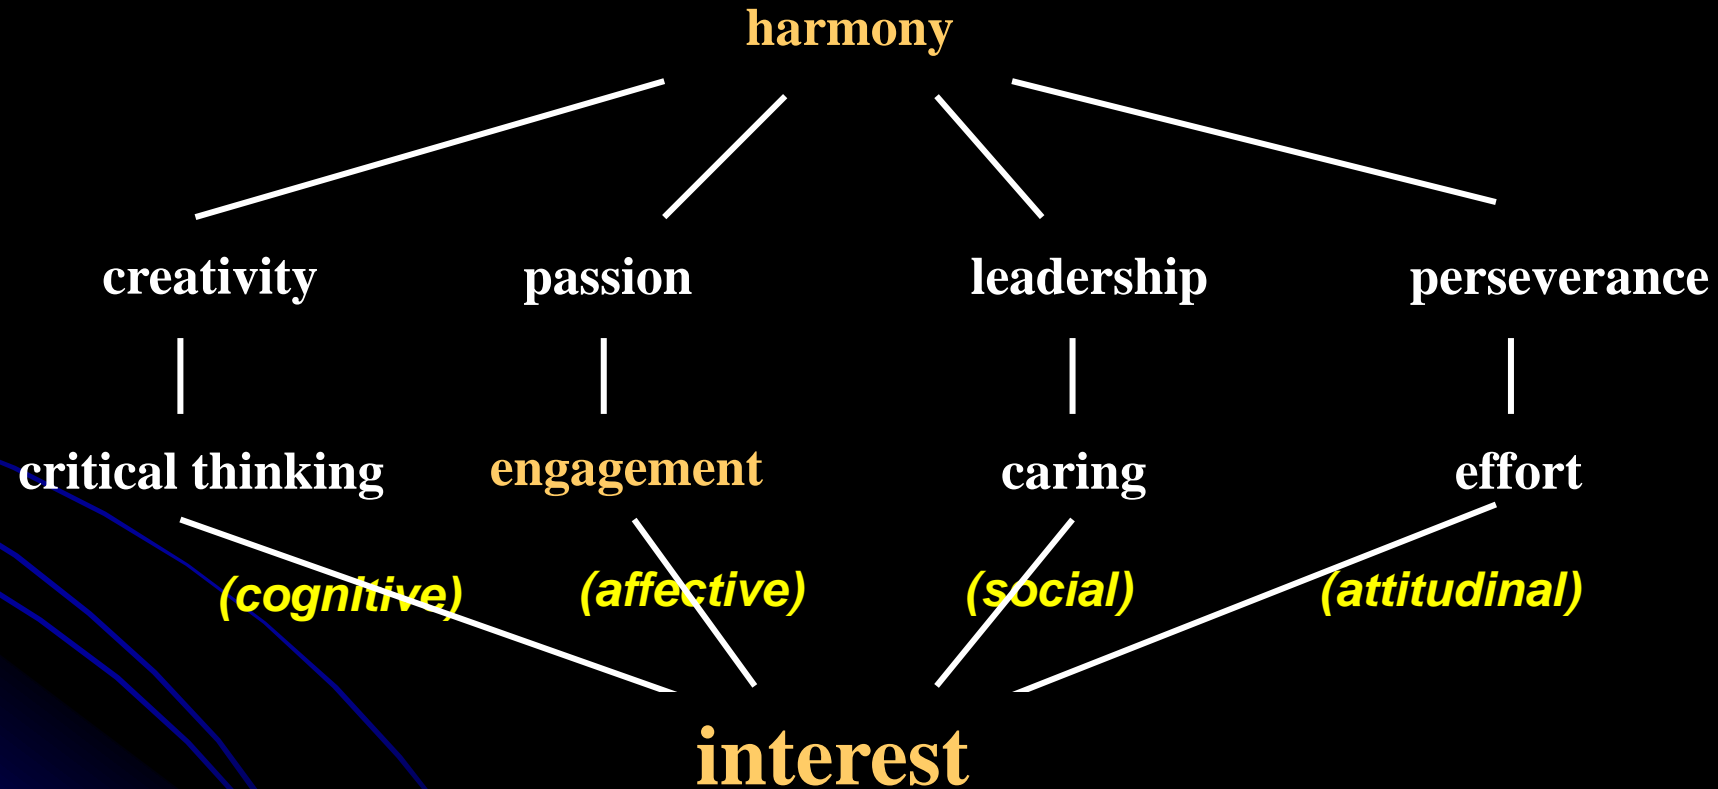 harmony
creativity passion leadership perseverance
critical thinking engagement caring effort
(cognitive) (affective) (social) (attitudinal)
interest